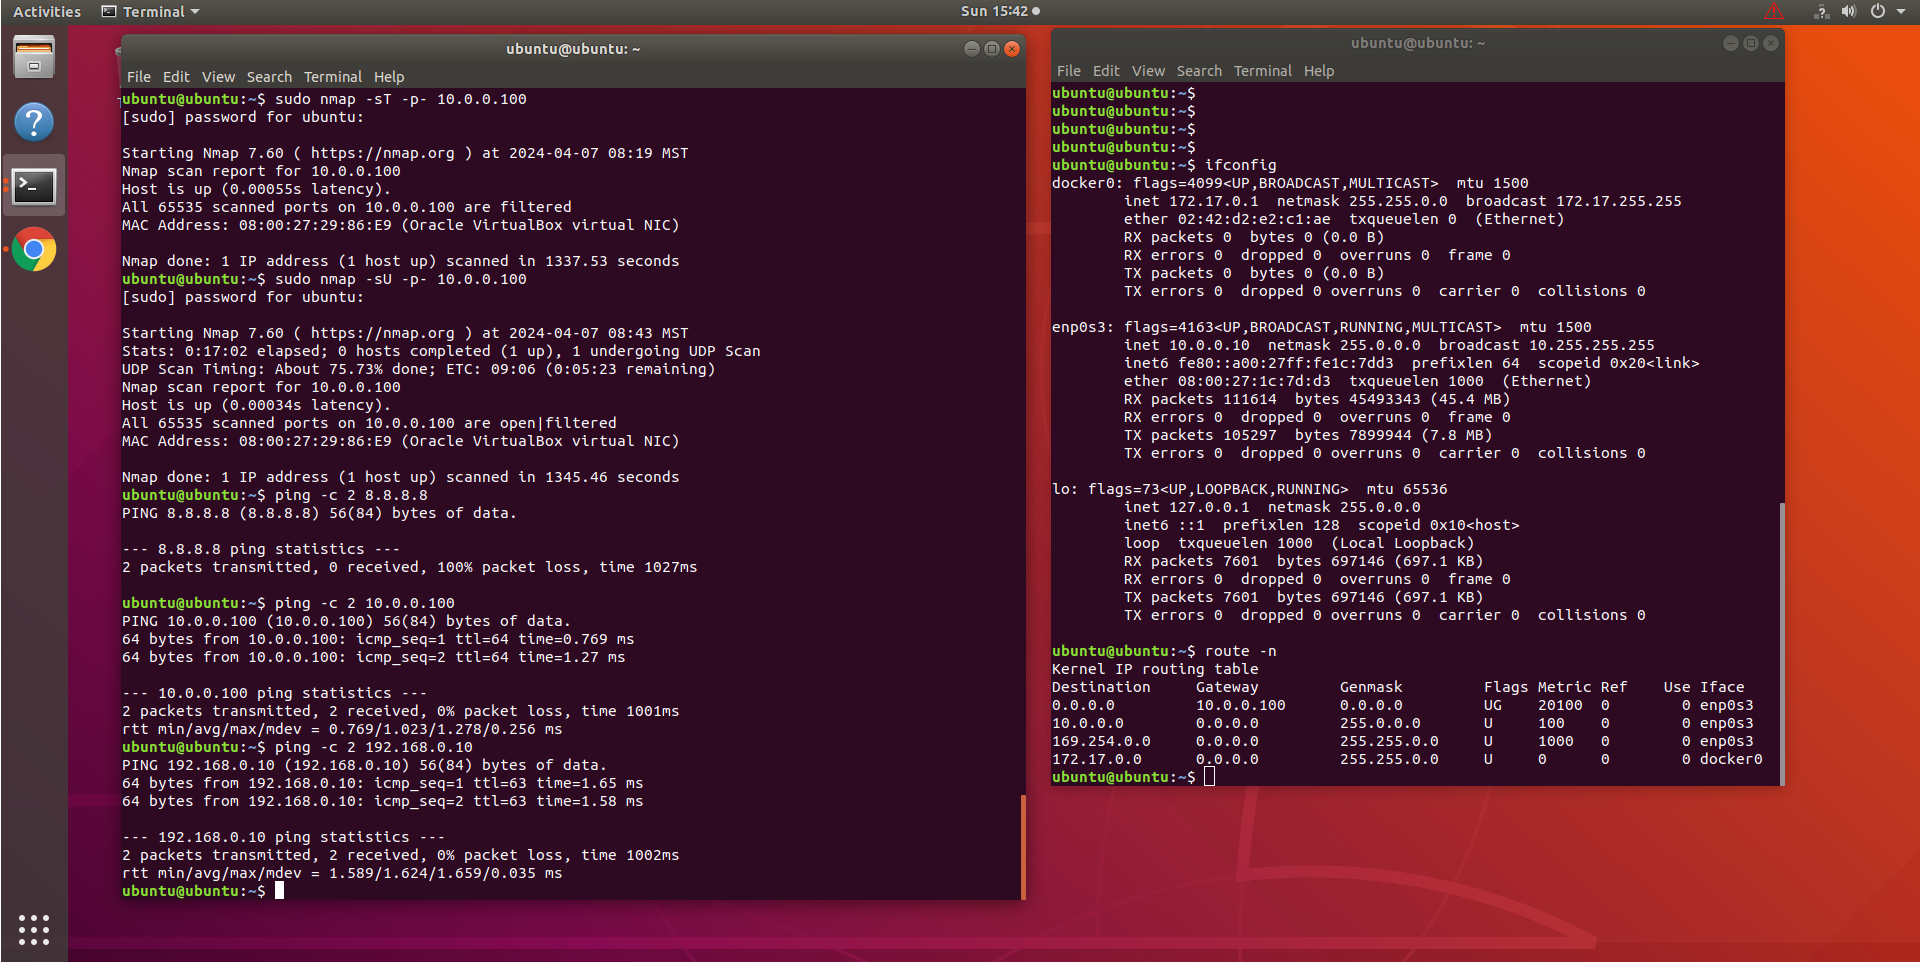 Activities Terminal Sun 15:42
ubuntu@ubuntu: ~
File Edit View Search Terminal Help
ubuntu@ubuntu:~$ sudo nmap -sT -p- 10.0.0.100
[sudo] password for ubuntu:
Starting Nmap 7.60 ( https://nmap.org ) at 2024-04-07 08:19 MST
Nmap scan report for 10.0.0.100
Host is up (0.00055s latency).
All 65535 scanned ports on 10.0.0.100 are filtered
MAC Address: 08:00:27:29:86:E9 (Oracle VirtualBox virtual NIC)
Nmap done: 1 IP address (1 host up) scanned in 1337.53 seconds
ubuntu@ubuntu:~$ sudo nmap -sU -p- 10.0.0.100
[sudo] password for ubuntu:
Starting Nmap 7.60 ( https://nmap.org ) at 2024-04-07 08:43 MST
Stats: 0:17:02 elapsed; 0 hosts completed (1 up), 1 undergoing UDP Scan
UDP Scan Timing: About 75.73% done; ETC: 09:06 (0:05:23 remaining)
Nmap scan report for 10.0.0.100
Host is up (0.00034s latency).
All 65535 scanned ports on 10.0.0.100 are open|filtered
MAC Address: 08:00:27:29:86:E9 (Oracle VirtualBox virtual NIC)
Nmap done: 1 IP address (1 host up) scanned in 1345.46 seconds
ubuntu@ubuntu:~$ ping -c 2 8.8.8.8
PING 8.8.8.8 (8.8.8.8) 56(84) bytes of data.
--- 8.8.8.8 ping statistics ---
2 packets transmitted, 0 received, 100% packet loss, time 1027ms
ubuntu@ubuntu:~$ ping -c 2 10.0.0.100
PING 10.0.0.100 (10.0.0.100) 56(84) bytes of data.
64 bytes from 10.0.0.100: icmp_seq=1 ttl=64 time=0.769 ms
64 bytes from 10.0.0.100: icmp_seq=2 ttl=64 time=1.27 ms
--- 10.0.0.100 ping statistics ---
2 packets transmitted, 2 received, 0% packet loss, time 1001ms
rtt min/avg/max/mdev = 0.769/1.023/1.278/0.256 ms
ubuntu@ubuntu:~$ ping -c 2 192.168.0.10
PING 192.168.0.10 (192.168.0.10) 56(84) bytes of data.
64 bytes from 192.168.0.10: icmp_seq=1 ttl=63 time=1.65 ms
64 bytes from 192.168.0.10: icmp_seq=2 ttl=63 time=1.58 ms
--- 192.168.0.10 ping statistics ---
2 packets transmitted, 2 received, 0% packet loss, time 1002ms
rtt min/avg/max/mdev = 1.589/1.624/1.659/0.035 ms
ubuntu@ubuntu:~$
ubuntu@ubuntu: ~
File Edit View Search Terminal Help
ubuntu@ubuntu:~$
ubuntu@ubuntu:~$
ubuntu@ubuntu:~$
ubuntu@ubuntu:~$
ubuntu@ubuntu:~$ ifconfig
docker0: flags=4099<UP,BROADCAST,MULTICAST> mtu 1500
inet 172.17.0.1 netmask 255.255.0.0 broadcast 172.17.255.255
ether 02:42:d2:e2:c1:ae txqueuelen 0 (Ethernet)
RX packets 0 bytes 0 (0.0 B)
RX errors 0 dropped 0 overruns 0 frame 0
TX packets 0 bytes 0 (0.0 B)
TX errors 0 dropped 0 overruns 0 carrier 0 collisions 0
enp0s3: flags=4163<UP,BROADCAST,RUNNING,MULTICAST> mtu 1500
inet 10.0.0.10 netmask 255.0.0.0 broadcast 10.255.255.255
inet6 fe80::a00:27ff:fe1c:7dd3 prefixlen 64 scopeid 0x20<link>
ether 08:00:27:1c:7d:d3 txqueuelen 1000 (Ethernet)
RX packets 111614 bytes 45493343 (45.4 MB)
RX errors 0 dropped 0 overruns 0 frame 0
TX packets 105297 bytes 7899944 (7.8 MB)
TX errors 0 dropped 0 overruns 0 carrier 0 collisions 0
lo: flags=73<UP,LOOPBACK,RUNNING> mtu 65536
inet 127.0.0.1 netmask 255.0.0.0
inet6 ::1 prefixlen 128 scopeid 0x10<host>
loop txqueuelen 1000 (Local Loopback)
RX packets 7601 bytes 697146 (697.1 KB)
RX errors 0 dropped 0 overruns 0 frame 0
TX packets 7601 bytes 697146 (697.1 KB)
TX errors 0 dropped 0 overruns 0 carrier 0 collisions 0
ubuntu@ubuntu:~$ route -n
Kernel IP routing table
Destination Gateway Genmask Flags Metric Ref Use Iface
0.0.0.0 10.0.0.100 0.0.0.0 UG 20100 0 0 enp0s3
10.0.0.0 0.0.0.0 255.0.0.0 U 100 0 0 enp0s3
169.254.0.0 0.0.0.0 255.255.0.0 U 1000 0 0 enp0s3
172.17.0.0 0.0.0.0 255.255.0.0 U 0 0 0 docker0
ubuntu@ubuntu:~$